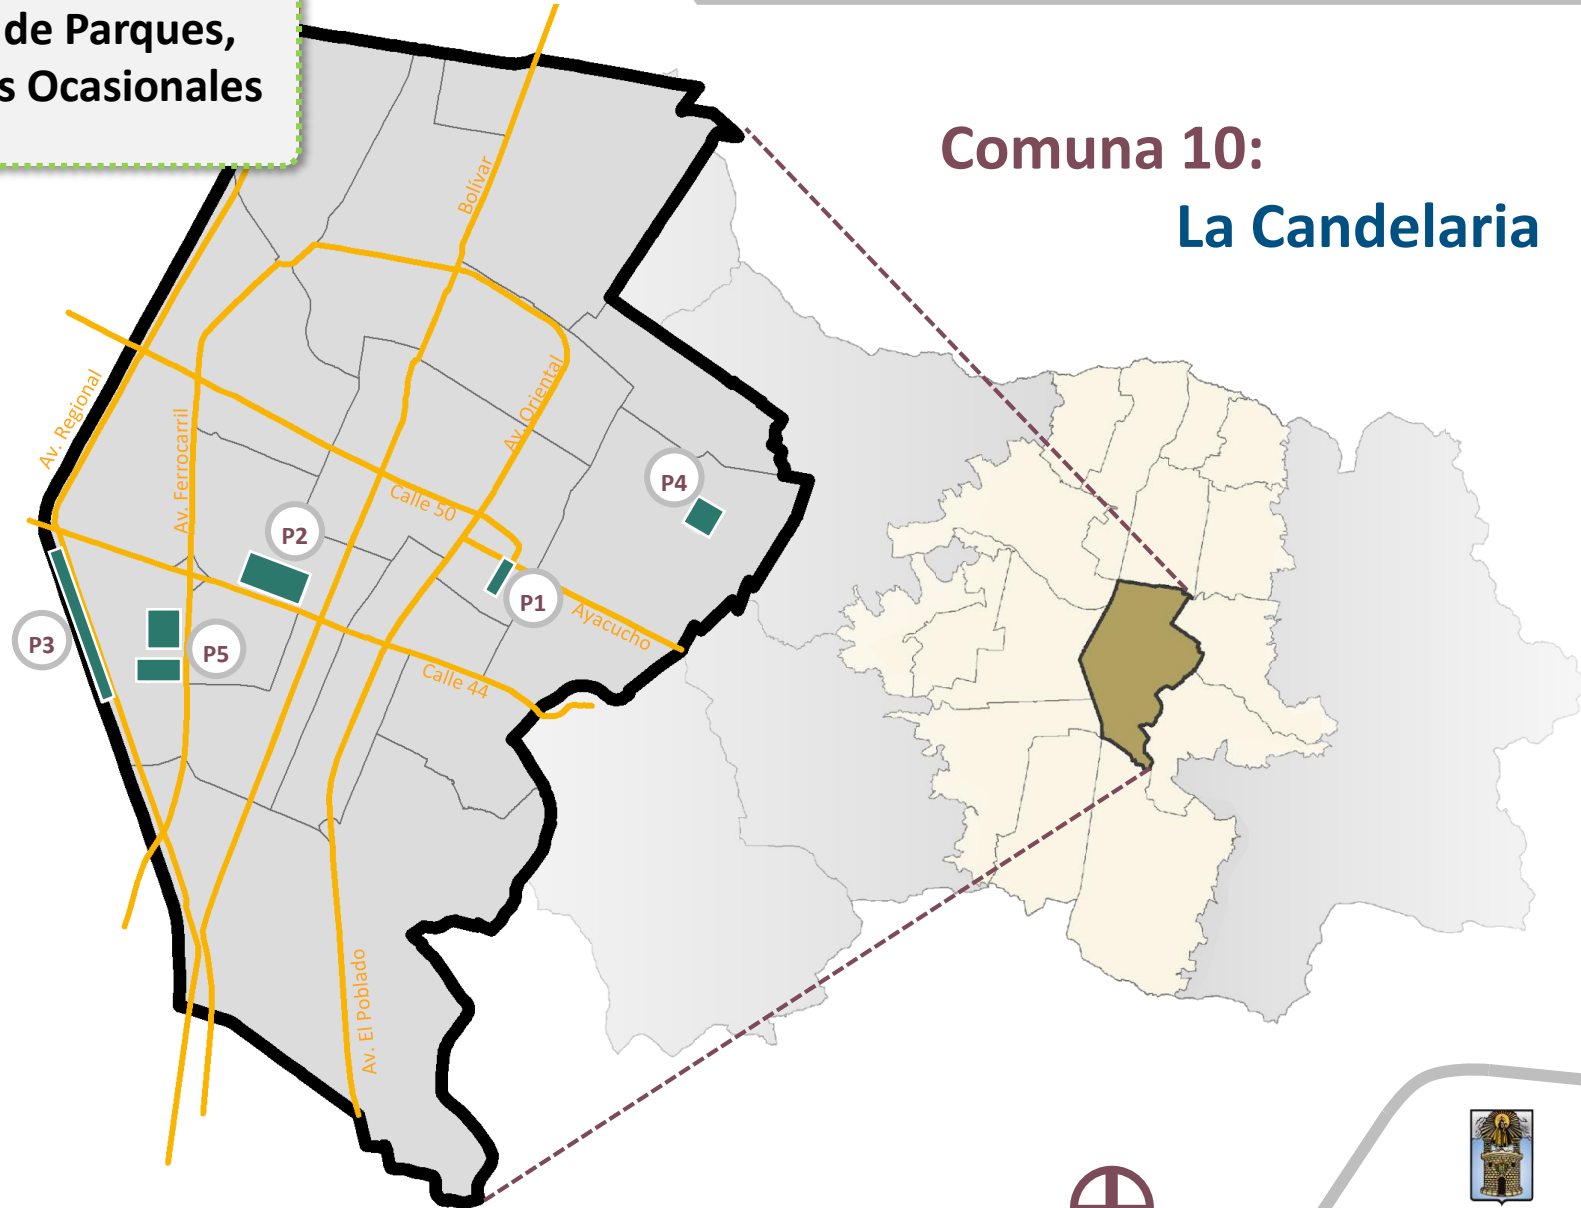 de Parques,
s Ocasionales
Comuna 10:
La Candelaria
Bolívar
Av. Regional
Av. Ferrocarril
Av. Oriental
Calle 50
P4
P2
P1
Ayacucho
P3
P5
Calle 44
Av. El Poblado